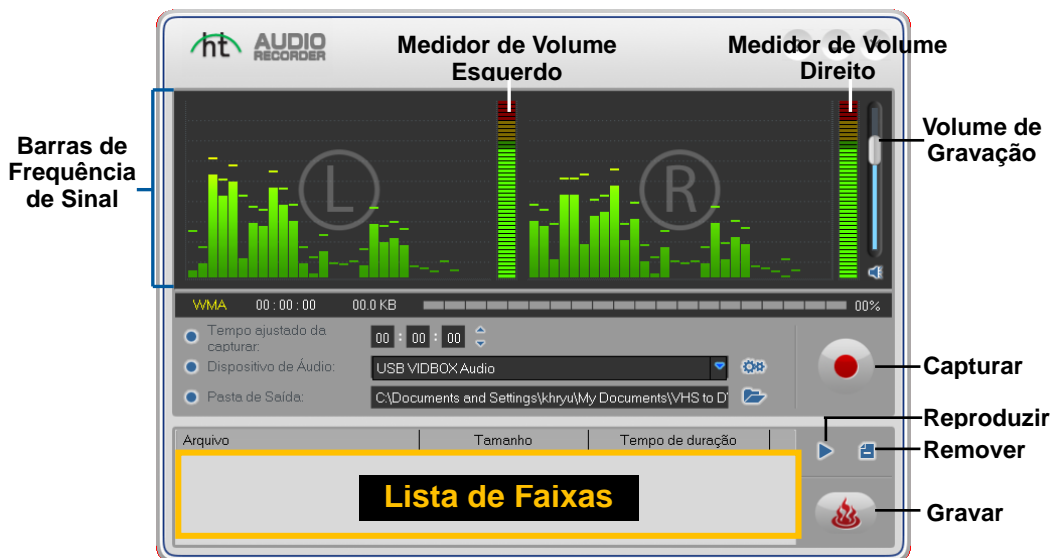 ht AUDIO
RECORDER
Medidor de Volume
Esquerdo
Medidor de Volume
Direito
Barras de
Frequência
de Sinal
L
R
Volume de
Gravação
WMA 00 : 00 : 00 00.0 KB 00%
Tempo ajustado da
capturar:
00 : 00 : 00
Dispositivo de Áudio:
USB VIDBOX Audio
Pasta de Saída:
C:\Documents and Settings\khryu\My Documents\VHS to D
Capturar
Reproduzir
Remover
Arquivo Tamanho Tempo de duração
Lista de Faixas
Gravar